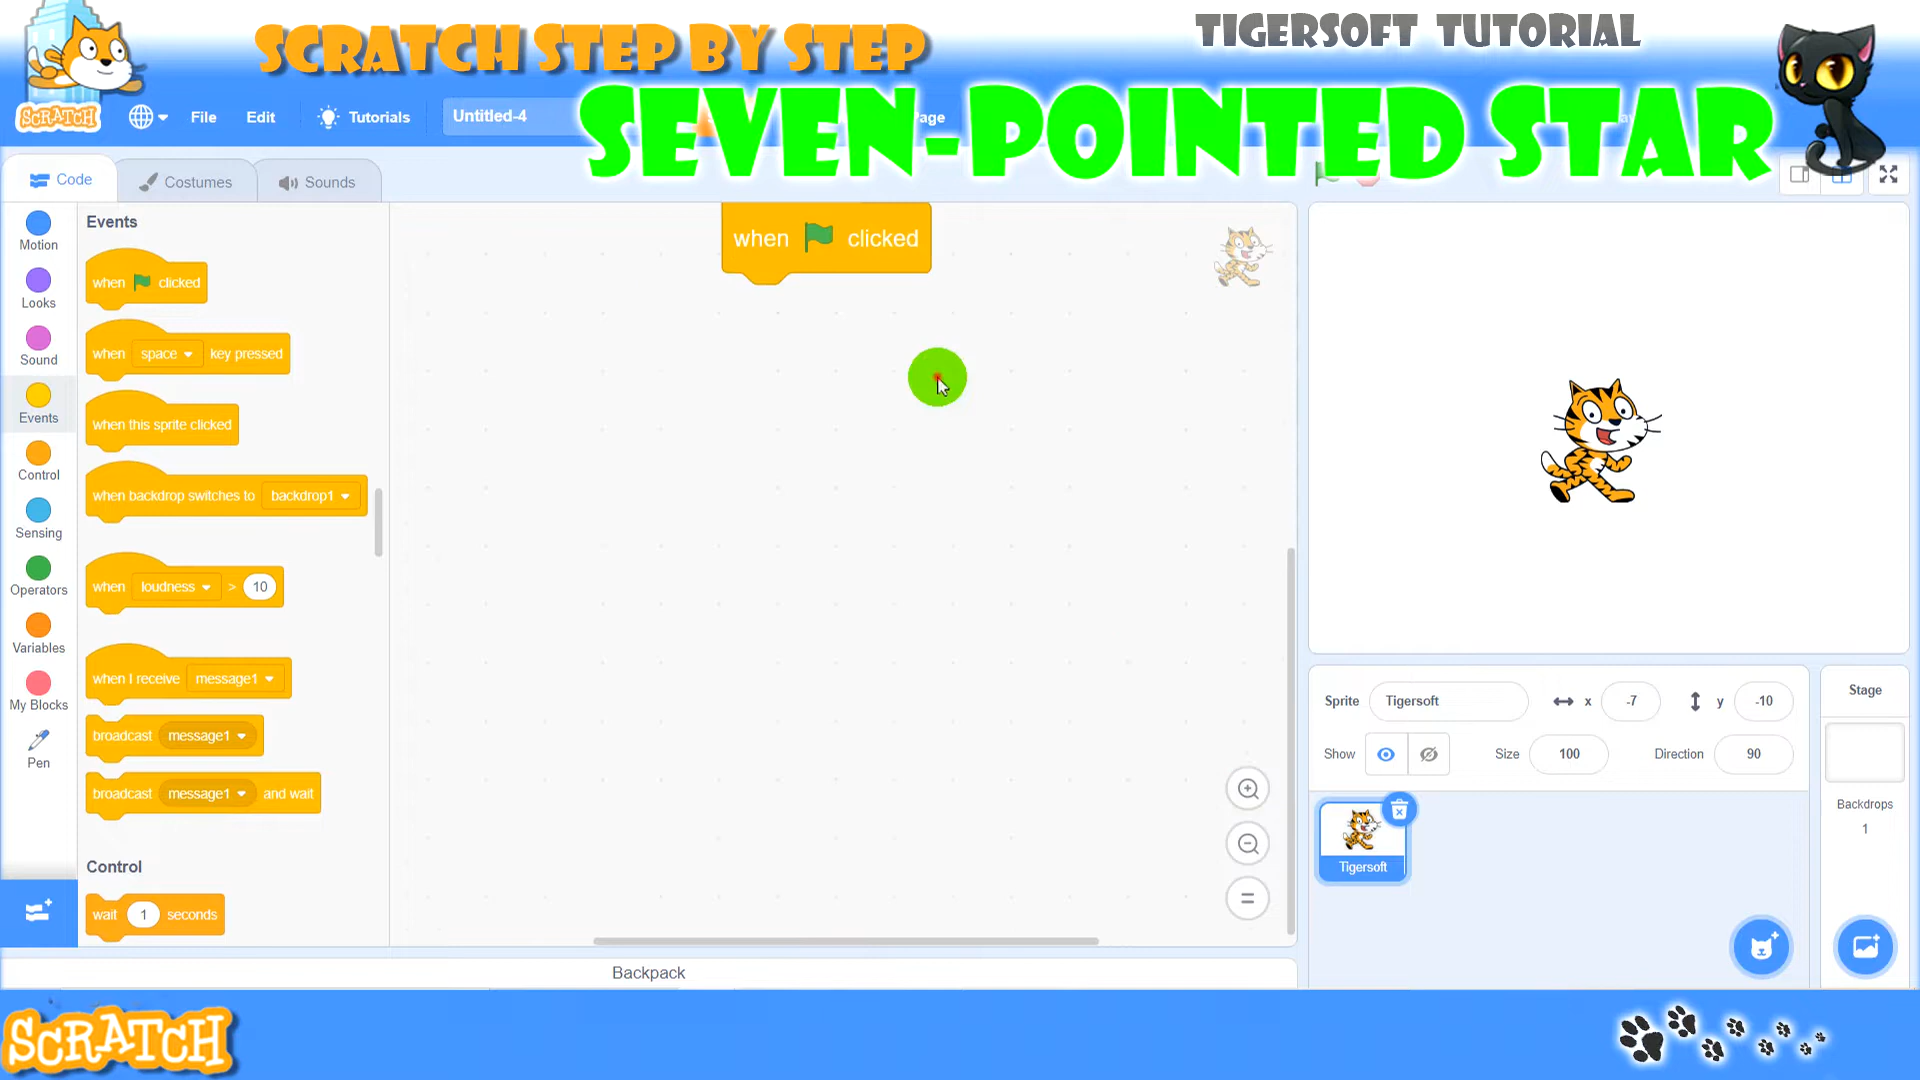 SCRATCH STEP BY STEP
TIGERSOFT TUTORIAL
SEVEN-POINTED STAR
SCRATCH
File
Edit
Tutorials
Untitled-4
Code
Costumes
Sounds
Motion
Looks
Sound
Events
Control
Sensing
Operators
Variables
My Blocks
Pen
Events
when clicked
when space key pressed
when this sprite clicked
when backdrop switches to backdrop1
when loudness > 10
when I receive message1
broadcast message1
broadcast message1 and wait
Control
wait 1 seconds
when clicked
Backpack
Sprite
Tigersoft
x
-7
y
-10
Show
Size
100
Direction
90
Tigersoft
Stage
Backdrops
1
SCRATCH